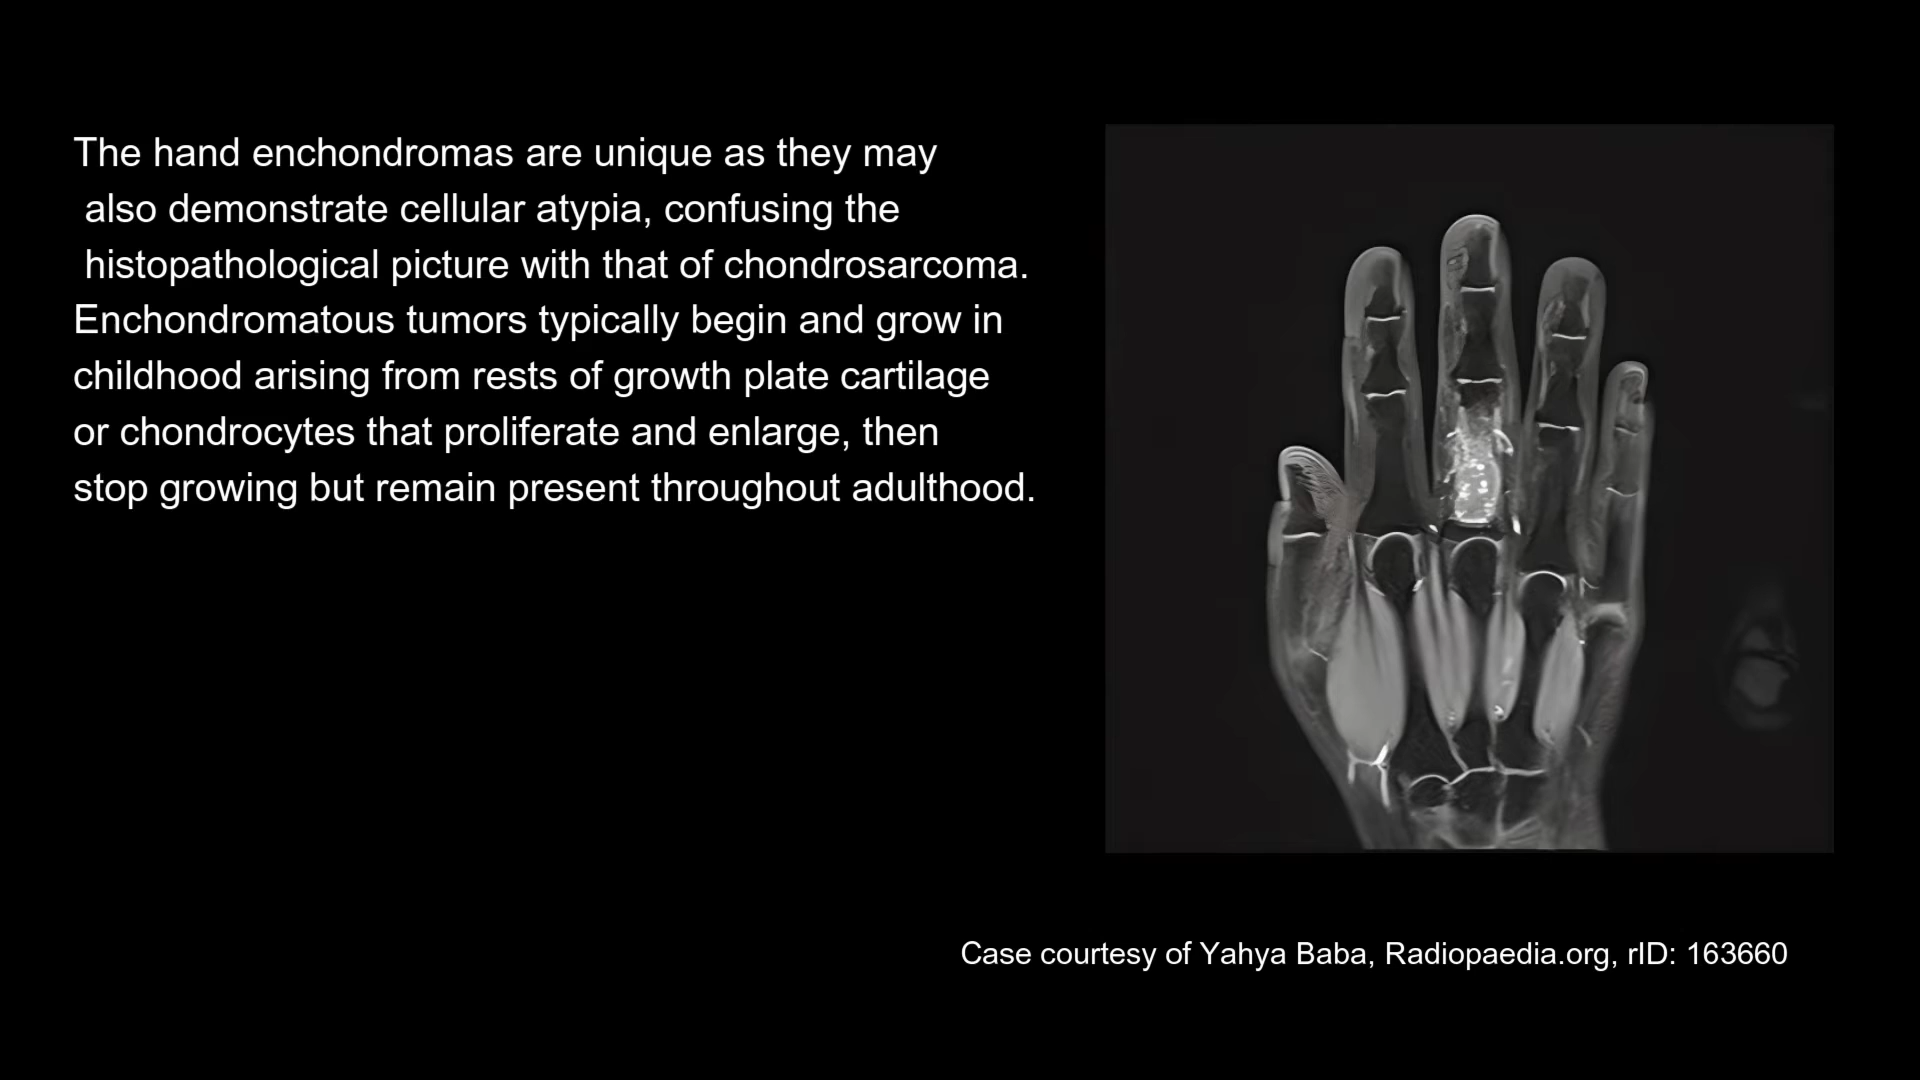 The hand enchondromas are unique as they may
also demonstrate cellular atypia, confusing the
histopathological picture with that of chondrosarcoma.
Enchondromatous tumors typically begin and grow in
childhood arising from rests of growth plate cartilage
or chondrocytes that proliferate and enlarge, then
stop growing but remain present throughout adulthood.
Case courtesy of Yahya Baba, Radiopaedia.org, rID: 163660